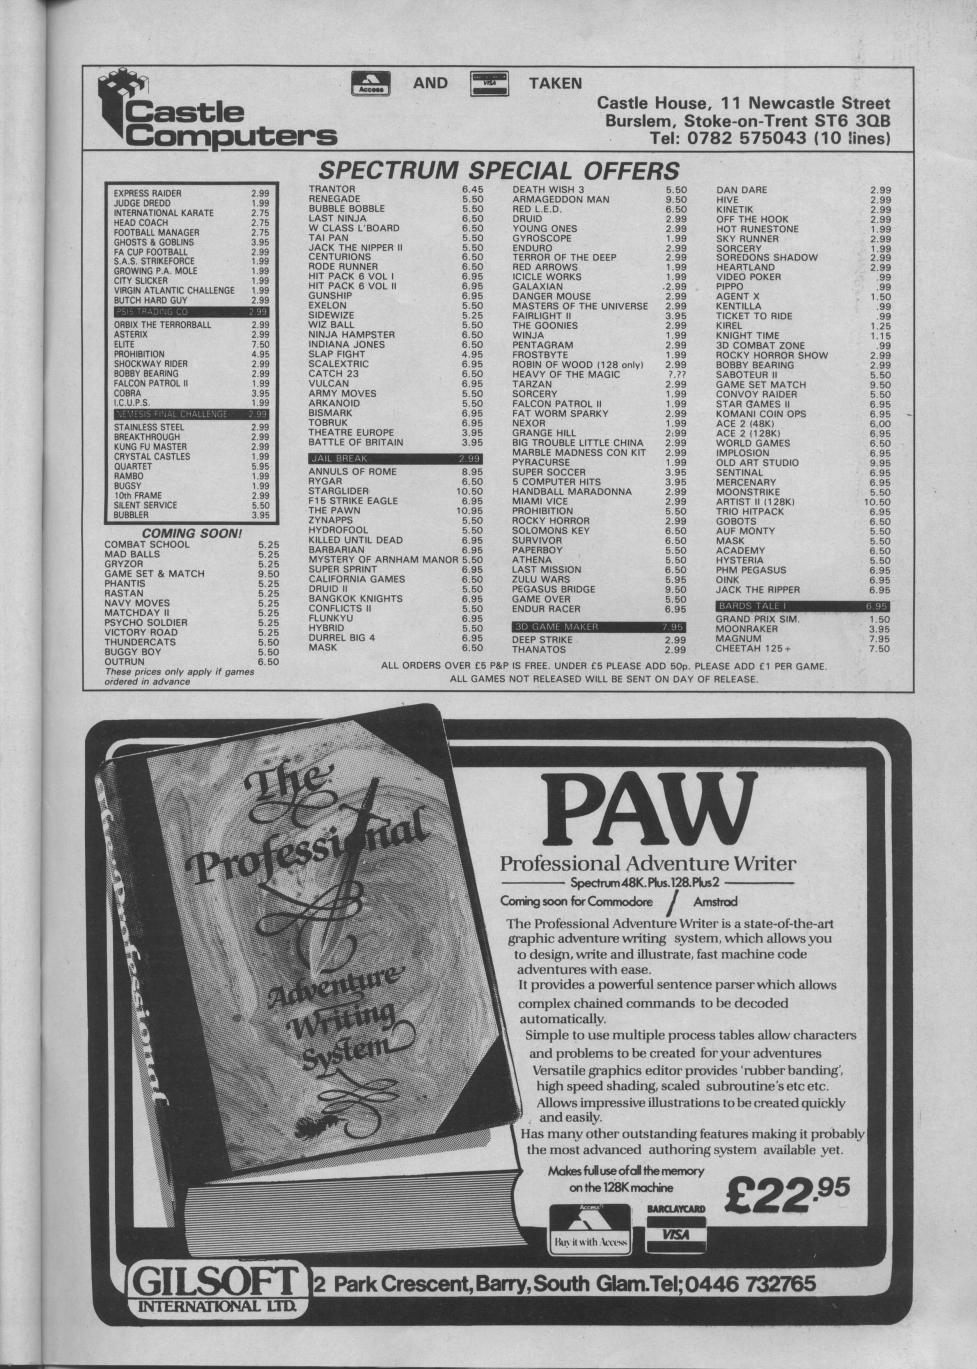 Castle
Computers
Access AND VISA TAKEN
Castle House, 11 Newcastle Street
Burslem, Stoke-on-Trent ST6 3QB
Tel: 0782 575043 (10 lines)
SPECTRUM SPECIAL OFFERS
EXPRESS RAIDER 2.99
JUDGE DREDD 1.99
INTERNATIONAL KARATE 2.75
HEAD COACH 2.75
FOOTBALL MANAGER 2.75
GHOSTS & GOBLINS 3.95
FA CUP FOOTBALL 2.99
S.A.S. STRIKEFORCE 1.99
GROWING P.A. MOLE 1.99
CITY SLICKER 1.99
VIRGIN ATLANTIC CHALLENGE 1.99
BUTCH HARD GUY 2.99
PSIS TRADING CO 2.99
ORBIX THE TERRORBALL 2.99
ASTERIX 2.99
ELITE 7.50
PROHIBITION 4.95
SHOCKWAY RIDER 2.99
BOBBY BEARING 2.99
FALCON PATROL II 1.99
COBRA 3.95
I.C.U.P.S. 1.99
NEMESIS FINAL CHALLENGE 2.99
STAINLESS STEEL 2.99
BREAKTHROUGH 2.99
KUNG FU MASTER 2.99
CRYSTAL CASTLES 1.99
QUARTET 5.95
RAMBO 1.99
BUGSY 1.99
10th FRAME 2.99
SILENT SERVICE 5.50
BUBBLER 3.95
COMING SOON!
COMBAT SCHOOL 5.25
MAD BALLS 5.25
GRYZOR 5.25
GAME SET & MATCH 9.50
PHANTIS 5.25
RASTAN 5.25
NAVY MOVES 5.25
MATCHDAY II 5.25
PSYCHO SOLDIER 5.25
VICTORY ROAD 5.25
THUNDERCATS 5.50
BUGGY BOY 5.50
OUTRUN 6.50
These prices only apply if games
ordered in advance
TRANTOR 6.45
RENEGADE 5.50
BUBBLE BOBBLE 5.50
LAST NINJA 6.50
W CLASS L'BOARD 6.50
TAI PAN 5.50
JACK THE NIPPER II 5.50
CENTURIONS 6.50
RODE RUNNER 6.50
HIT PACK 6 VOL I 6.95
HIT PACK 6 VOL II 6.95
GUNSHIP 6.95
EXELON 5.50
SIDEWIZE 5.25
WIZ BALL 5.50
NINJA HAMPSTER 6.50
INDIANA JONES 6.50
SLAP FIGHT 4.95
SCALEXTRIC 6.95
CATCH 23 6.50
VULCAN 6.95
ARMY MOVES 5.50
ARKANOID 5.50
BISMARK 6.95
TOBRUK 6.95
THEATRE EUROPE 3.95
BATTLE OF BRITAIN 3.95
JAIL BREAK 2.99
ANNULS OF ROME 8.95
RYGAR 6.50
STARGLIDER 10.50
F15 STRIKE EAGLE 6.95
THE PAWN 10.95
ZYNAPPS 5.50
HYDROFOOL 5.50
KILLED UNTIL DEAD 6.95
BARBARIAN 6.95
MYSTERY OF ARNHAM MANOR 5.50
SUPER SPRINT 6.95
CALIFORNIA GAMES 6.50
DRUID II 5.50
BANGKOK KNIGHTS 6.95
CONFLICTS II 5.50
FLUNKYU 6.95
HYBRID 5.50
DURREL BIG 4 6.95
MASK 6.50
DEATH WISH 3 5.50
ARMAGEDDON MAN 9.50
RED L.E.D. 6.50
DRUID 2.99
YOUNG ONES 2.99
GYROSCOPE 1.99
ENDURO 2.99
TERROR OF THE DEEP 2.99
RED ARROWS 1.99
ICICLE WORKS 1.99
GALAXIAN .2.99
DANGER MOUSE 2.99
MASTERS OF THE UNIVERSE 2.99
FAIRLIGHT II 3.95
THE GOONIES 2.99
WINJA 1.99
PENTAGRAM 2.99
FROSTBYTE 1.99
ROBIN OF WOOD (128 only) 2.99
HEAVY OF THE MAGIC ?.??
TARZAN 2.99
SORCERY 1.99
FALCON PATROL II 1.99
FAT WORM SPARKY 2.99
NEXOR 1.99
GRANGE HILL 2.99
BIG TROUBLE LITTLE CHINA 2.99
MARBLE MADNESS CON KIT 2.99
PYRACURSE 1.99
SUPER SOCCER 3.95
5 COMPUTER HITS 3.95
HANDBALL MARADONNA 2.99
MIAMI VICE 2.99
PROHIBITION 5.50
ROCKY HORROR 2.99
SOLOMONS KEY 6.50
SURVIVOR 6.50
PAPERBOY 5.50
ATHENA 5.50
LAST MISSION 6.50
ZULU WARS 5.95
PEGASUS BRIDGE 9.50
GAME OVER 5.50
ENDUR RACER 6.95
3D GAME MAKER 7.95
DEEP STRIKE 2.99
THANATOS 2.99
DAN DARE 2.99
HIVE 2.99
KINETIK 2.99
OFF THE HOOK 2.99
HOT RUNESTONE 1.99
SKY RUNNER 2.99
SORCERY 1.99
SOREDONS SHADOW 2.99
HEARTLAND 2.99
VIDEO POKER .99
PIPPO .99
AGENT X 1.50
KENTILLA .99
TICKET TO RIDE .99
KIREL 1.25
KNIGHT TIME 1.15
3D COMBAT ZONE .99
ROCKY HORROR SHOW 2.99
BOBBY BEARING 2.99
SABOTEUR II 5.50
GAME SET MATCH 9.50
CONVOY RAIDER 5.50
STAR GAMES II 6.95
KOMANI COIN OPS 6.95
ACE 2 (48K) 6.00
ACE 2 (128K) 6.95
WORLD GAMES 6.50
IMPLOSION 6.95
OLD ART STUDIO 9.95
SENTINAL 6.95
MERCENARY 6.95
MOONSTRIKE 5.50
ARTIST II (128K) 10.50
TRIO HITPACK 6.95
GOBOTS 6.50
AUF MONTY 5.50
MASK 5.50
ACADEMY 6.50
HYSTERIA 5.50
PHM PEGASUS 6.95
OINK 6.95
JACK THE RIPPER 6.95
BARDS TALE I 6.95
GRAND PRIX SIM. 1.50
MOONRAKER 3.95
MAGNUM 7.95
CHEETAH 125+ 7.50
ALL ORDERS OVER £5 P&P IS FREE. UNDER £5 PLEASE ADD 50p. PLEASE ADD £1 PER GAME.
ALL GAMES NOT RELEASED WILL BE SENT ON DAY OF RELEASE.
The
Professional
Adventure
Writing
System
PAW
Professional Adventure Writer
Spectrum 48K.Plus.128.Plus2
Coming soon for Commodore / Amstrad
The Professional Adventure Writer is a state-of-the-art
graphic adventure writing system, which allows you
to design, write and illustrate, fast machine code
adventures with ease.
It provides a powerful sentence parser which allows
complex chained commands to be decoded
automatically.
Simple to use multiple process tables allow characters
and problems to be created for your adventures
Versatile graphics editor provides 'rubber banding',
high speed shading, scaled subroutine's etc etc.
Allows impressive illustrations to be created quickly
and easily.
Has many other outstanding features making it probably
the most advanced authoring system available yet.
Makes full use of all the memory
on the 128K machine
£22.95
Access
Buy it with Access
BARCLAYCARD
VISA
GILSOFT
INTERNATIONAL LTD.
2 Park Crescent, Barry, South Glam. Tel; 0446 732765